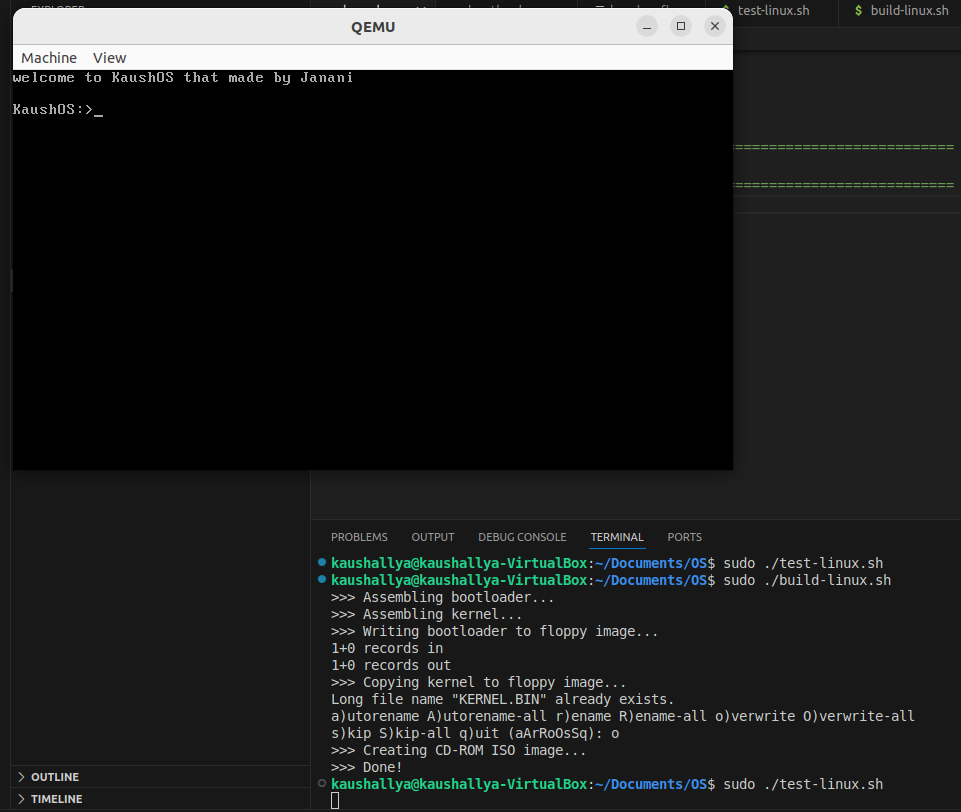 EXPLORER
test-linux.sh
$ build-linux.sh
QEMU
Machine View
welcome to KaushOS that made by Janani
KaushOS:>_
===========================
===========================
PROBLEMS OUTPUT DEBUG CONSOLE TERMINAL PORTS
kaushallya@kaushallya-VirtualBox:~/Documents/OS$ sudo ./test-linux.sh
kaushallya@kaushallya-VirtualBox:~/Documents/OS$ sudo ./build-linux.sh
>>> Assembling bootloader...
>>> Assembling kernel...
>>> Writing bootloader to floppy image...
1+0 records in
1+0 records out
>>> Copying kernel to floppy image...
Long file name "KERNEL.BIN" already exists.
a)utorename A)utorename-all r)ename R)ename-all o)verwrite O)verwrite-all
s)kip S)kip-all q)uit (aArRoOsSq): o
>>> Creating CD-ROM ISO image...
>>> Done!
kaushallya@kaushallya-VirtualBox:~/Documents/OS$ sudo ./test-linux.sh
OUTLINE
TIMELINE